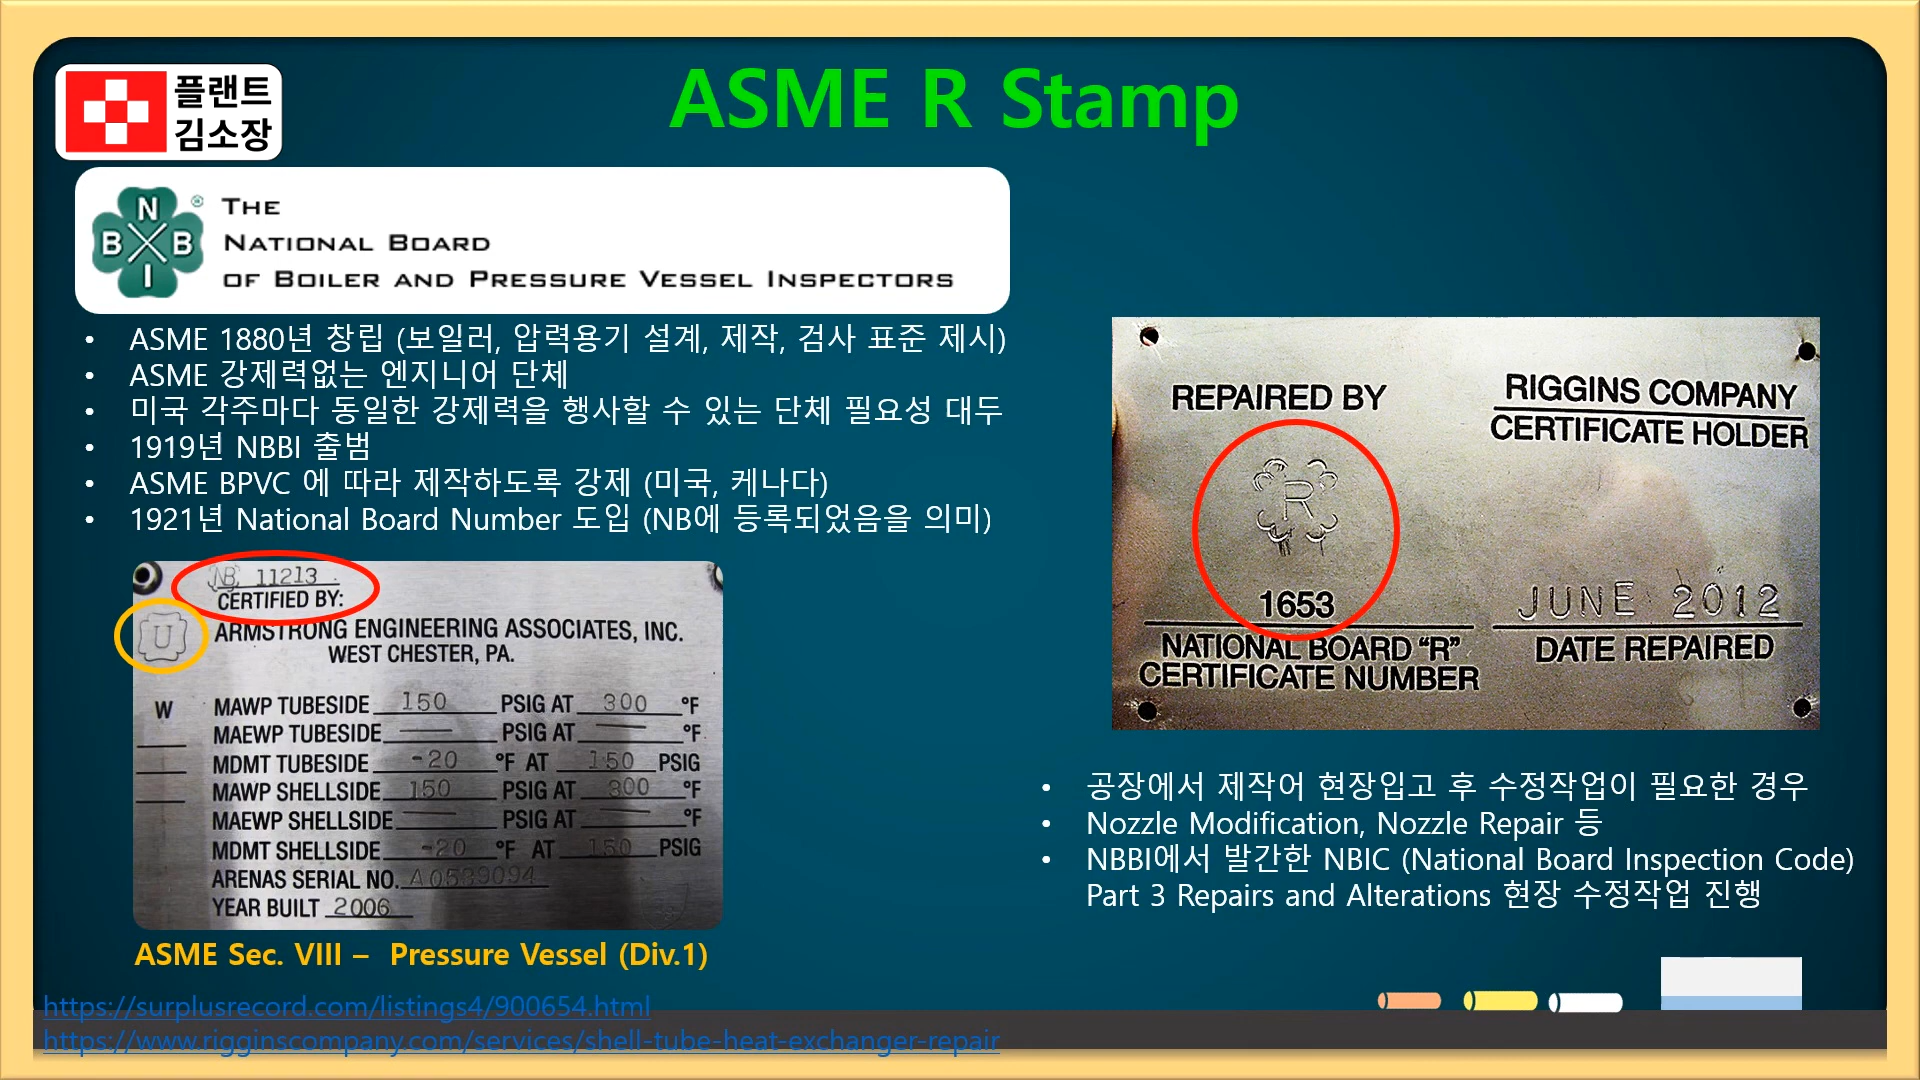 ASME R Stamp
플랜트
김소장
N
B B
I
®
THE
NATIONAL BOARD
OF BOILER AND PRESSURE VESSEL INSPECTORS
• ASME 1880년 창립 (보일러, 압력용기 설계, 제작, 검사 표준 제시)
• ASME 강제력없는 엔지니어 단체
• 미국 각주마다 동일한 강제력을 행사할 수 있는 단체 필요성 대두
• 1919년 NBBI 출범
• ASME BPVC 에 따라 제작하도록 강제 (미국, 케나다)
• 1921년 National Board Number 도입 (NB에 등록되었음을 의미)
NB 11213
CERTIFIED BY:
U
ARMSTRONG ENGINEERING ASSOCIATES, INC.
WEST CHESTER, PA.
W
MAWP TUBESIDE 150 PSIG AT 300 °F
MAEWP TUBESIDE — PSIG AT — °F
MDMT TUBESIDE -20 °F AT 150 PSIG
MAWP SHELLSIDE 150 PSIG AT 300 °F
MAEWP SHELLSIDE — PSIG AT — °F
MDMT SHELLSIDE -20 °F AT 150 PSIG
ARENAS SERIAL NO. A0539094
YEAR BUILT 2006
ASME Sec. VIII – Pressure Vessel (Div.1)
REPAIRED BY
RIGGINS COMPANY
CERTIFICATE HOLDER
R
1653
NATIONAL BOARD “R”
CERTIFICATE NUMBER
JUNE 2012
DATE REPAIRED
• 공장에서 제작어 현장입고 후 수정작업이 필요한 경우
• Nozzle Modification, Nozzle Repair 등
• NBBI에서 발간한 NBIC (National Board Inspection Code)
Part 3 Repairs and Alterations 현장 수정작업 진행
https://surplusrecord.com/listings4/900654.html
https://www.rigginscompany.com/services/shell-tube-heat-exchanger-repair